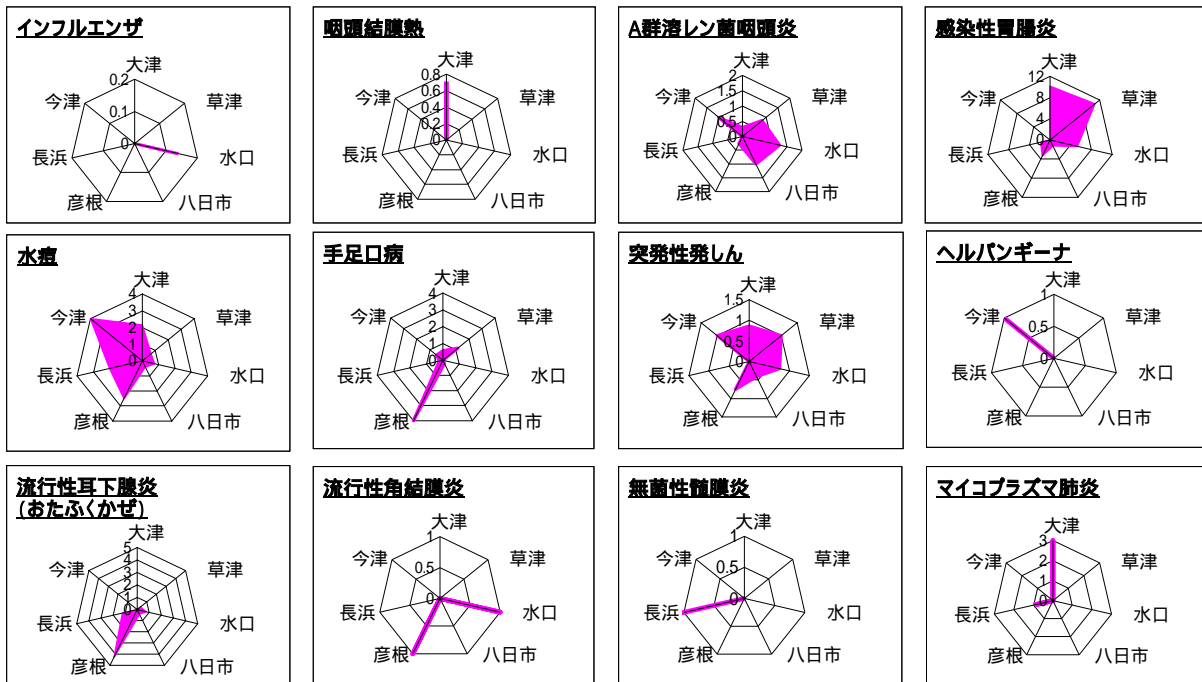 インフルエンザ
大津
0.2
今津
草津
0.1
0
長浜
水口
彦根
八日市
咽頭結膜熱
大津
0.8
今津
0.6
草津
0.4
0.2
0
長浜
水口
彦根
八日市
A群溶レン菌咽頭炎
大津
2
今津
1.5
草津
1
0.5
0
長浜
水口
彦根
八日市
感染性胃腸炎
大津
12
今津
8
草津
4
0
長浜
水口
彦根
八日市
水痘
大津
4
今津
3
草津
2
1
0
長浜
水口
彦根
八日市
手足口病
大津
4
今津
3
草津
2
1
0
長浜
水口
彦根
八日市
突発性発しん
大津
1.5
今津
1
草津
0.5
0
長浜
水口
彦根
八日市
ヘルパンギーナ
大津
1
今津
草津
0.5
0
長浜
水口
彦根
八日市
流行性耳下腺炎
(おたふくかぜ)
大津
5
今津
4
草津
3
2
1
0
長浜
水口
彦根
八日市
流行性角結膜炎
大津
1
今津
草津
0.5
0
長浜
水口
彦根
八日市
無菌性髄膜炎
大津
1
今津
草津
0.5
0
長浜
水口
彦根
八日市
マイコプラズマ肺炎
大津
3
今津
2
草津
1
0
長浜
水口
彦根
八日市